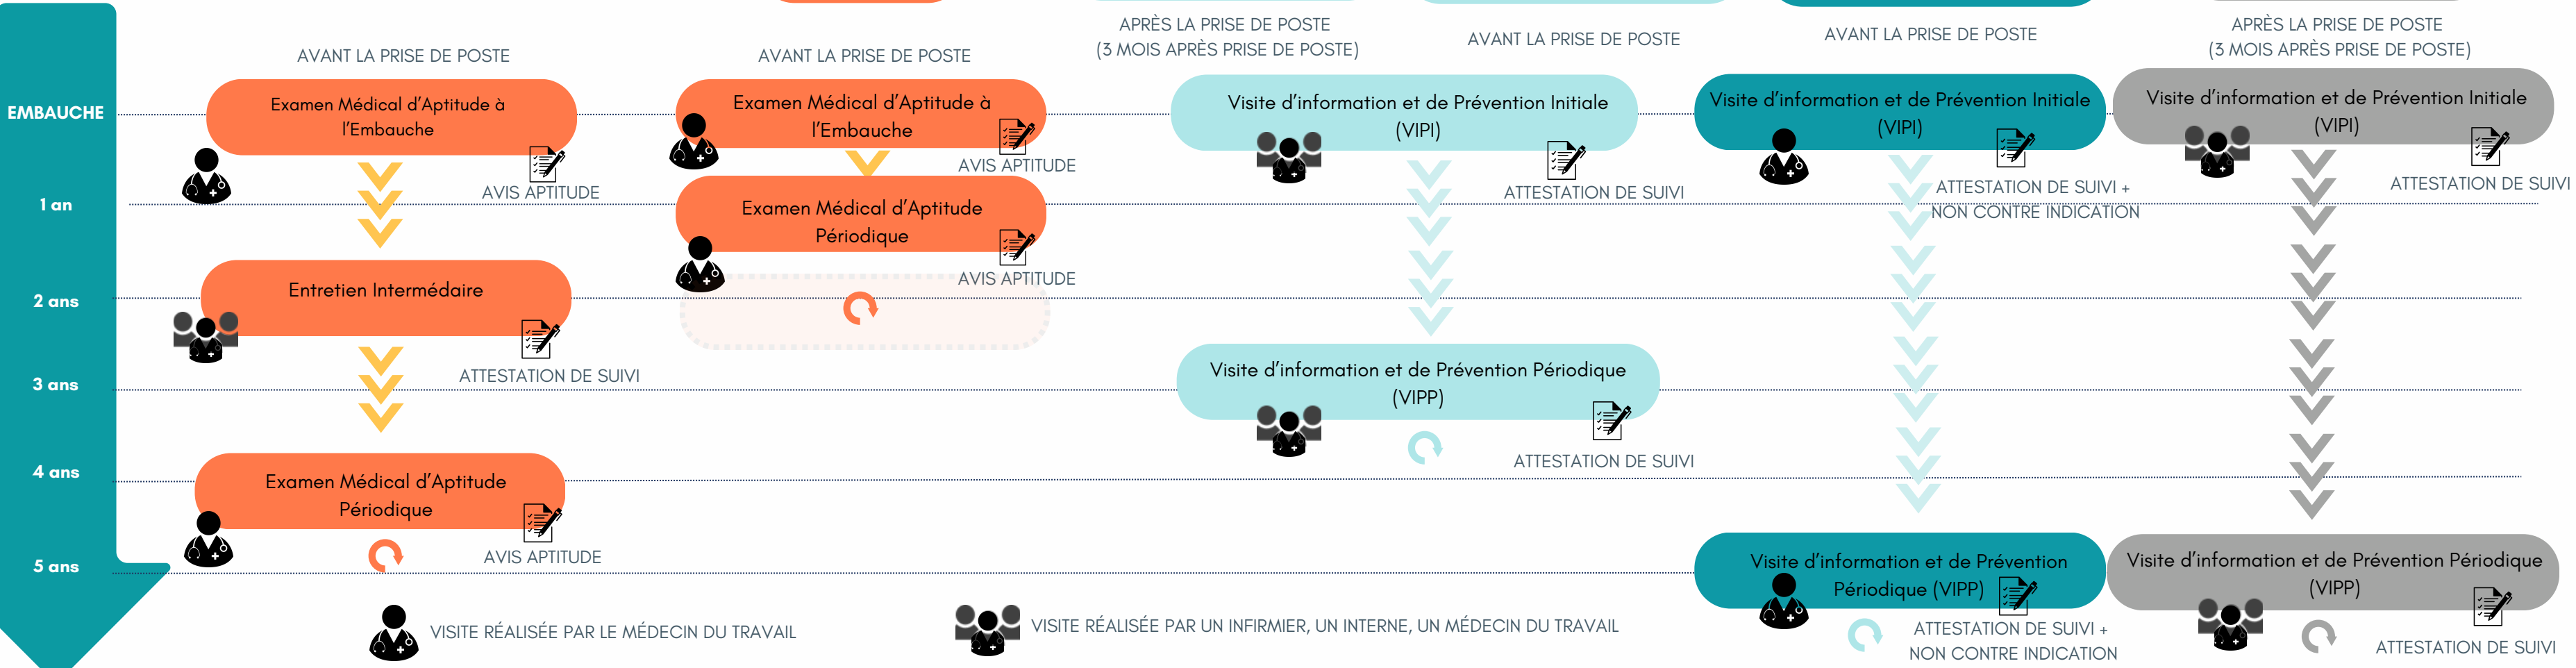 AVANT LA PRISE DE POSTE
AVANT LA PRISE DE POSTE
APRÈS LA PRISE DE POSTE
(3 MOIS APRÈS PRISE DE POSTE)
AVANT LA PRISE DE POSTE
AVANT LA PRISE DE POSTE
APRÈS LA PRISE DE POSTE
(3 MOIS APRÈS PRISE DE POSTE)
EMBAUCHE
Examen Médical d'Aptitude à
l'Embauche
AVIS APTITUDE
Examen Médical d'Aptitude à
l'Embauche
AVIS APTITUDE
Visite d'information et de Prévention Initiale
(VIPI)
ATTESTATION DE SUIVI
Visite d'information et de Prévention Initiale
(VIPI)
ATTESTATION DE SUIVI +
NON CONTRE INDICATION
Visite d'information et de Prévention Initiale
(VIPI)
ATTESTATION DE SUIVI
1 an
Examen Médical d'Aptitude
Périodique
AVIS APTITUDE
2 ans
Entretien Intermédaire
ATTESTATION DE SUIVI
3 ans
Visite d'information et de Prévention Périodique
(VIPP)
ATTESTATION DE SUIVI
4 ans
Examen Médical d'Aptitude
Périodique
AVIS APTITUDE
5 ans
Visite d'information et de Prévention
Périodique (VIPP)
ATTESTATION DE SUIVI +
NON CONTRE INDICATION
Visite d'information et de Prévention Périodique
(VIPP)
ATTESTATION DE SUIVI
VISITE RÉALISÉE PAR LE MÉDECIN DU TRAVAIL
VISITE RÉALISÉE PAR UN INFIRMIER, UN INTERNE, UN MÉDECIN DU TRAVAIL